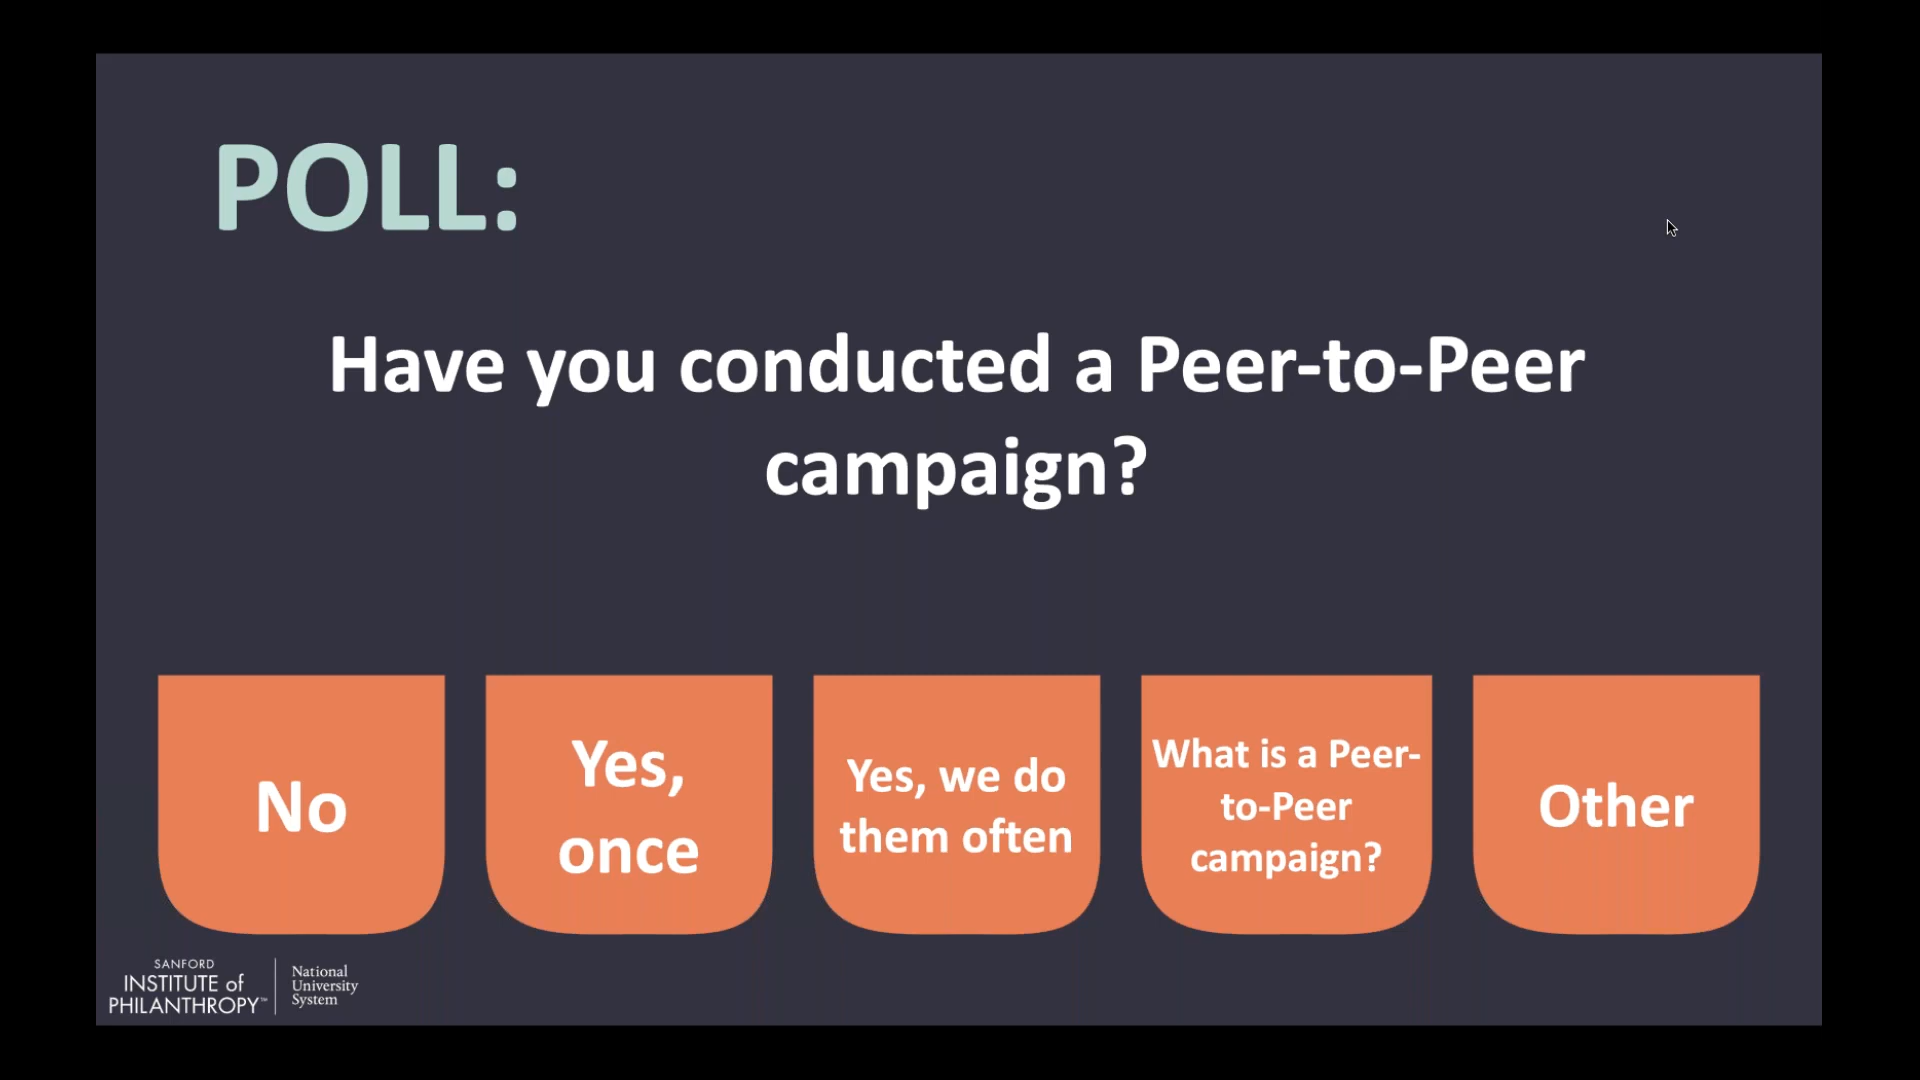 POLL:
Have you conducted a Peer-to-Peer
campaign?
No
Yes,
once
Yes, we do
them often
What is a Peer-
to-Peer
campaign?
Other
SANFORD
INSTITUTE of
PHILANTHROPY™
National
University
System